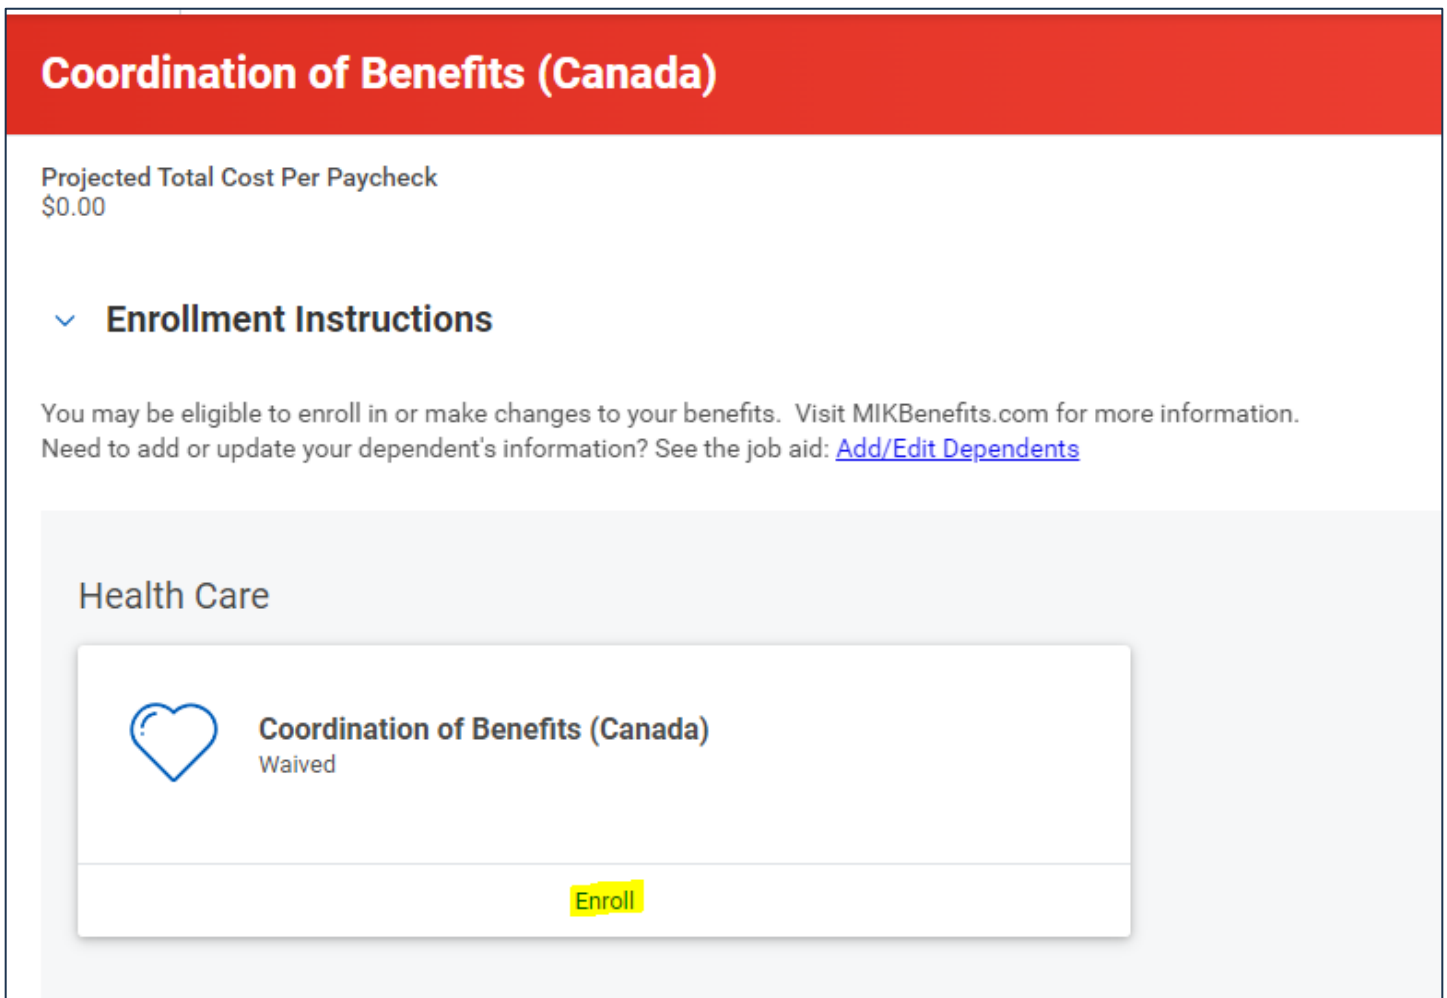 Coordination of Benefits (Canada)
Projected Total Cost Per Paycheck
$0.00
Enrollment Instructions
You may be eligible to enroll in or make changes to your benefits.  Visit MIKBenefits.com for more information.
Need to add or update your dependent's information? See the job aid: Add/Edit Dependents
Health Care
Coordination of Benefits (Canada)
Waived
Enroll